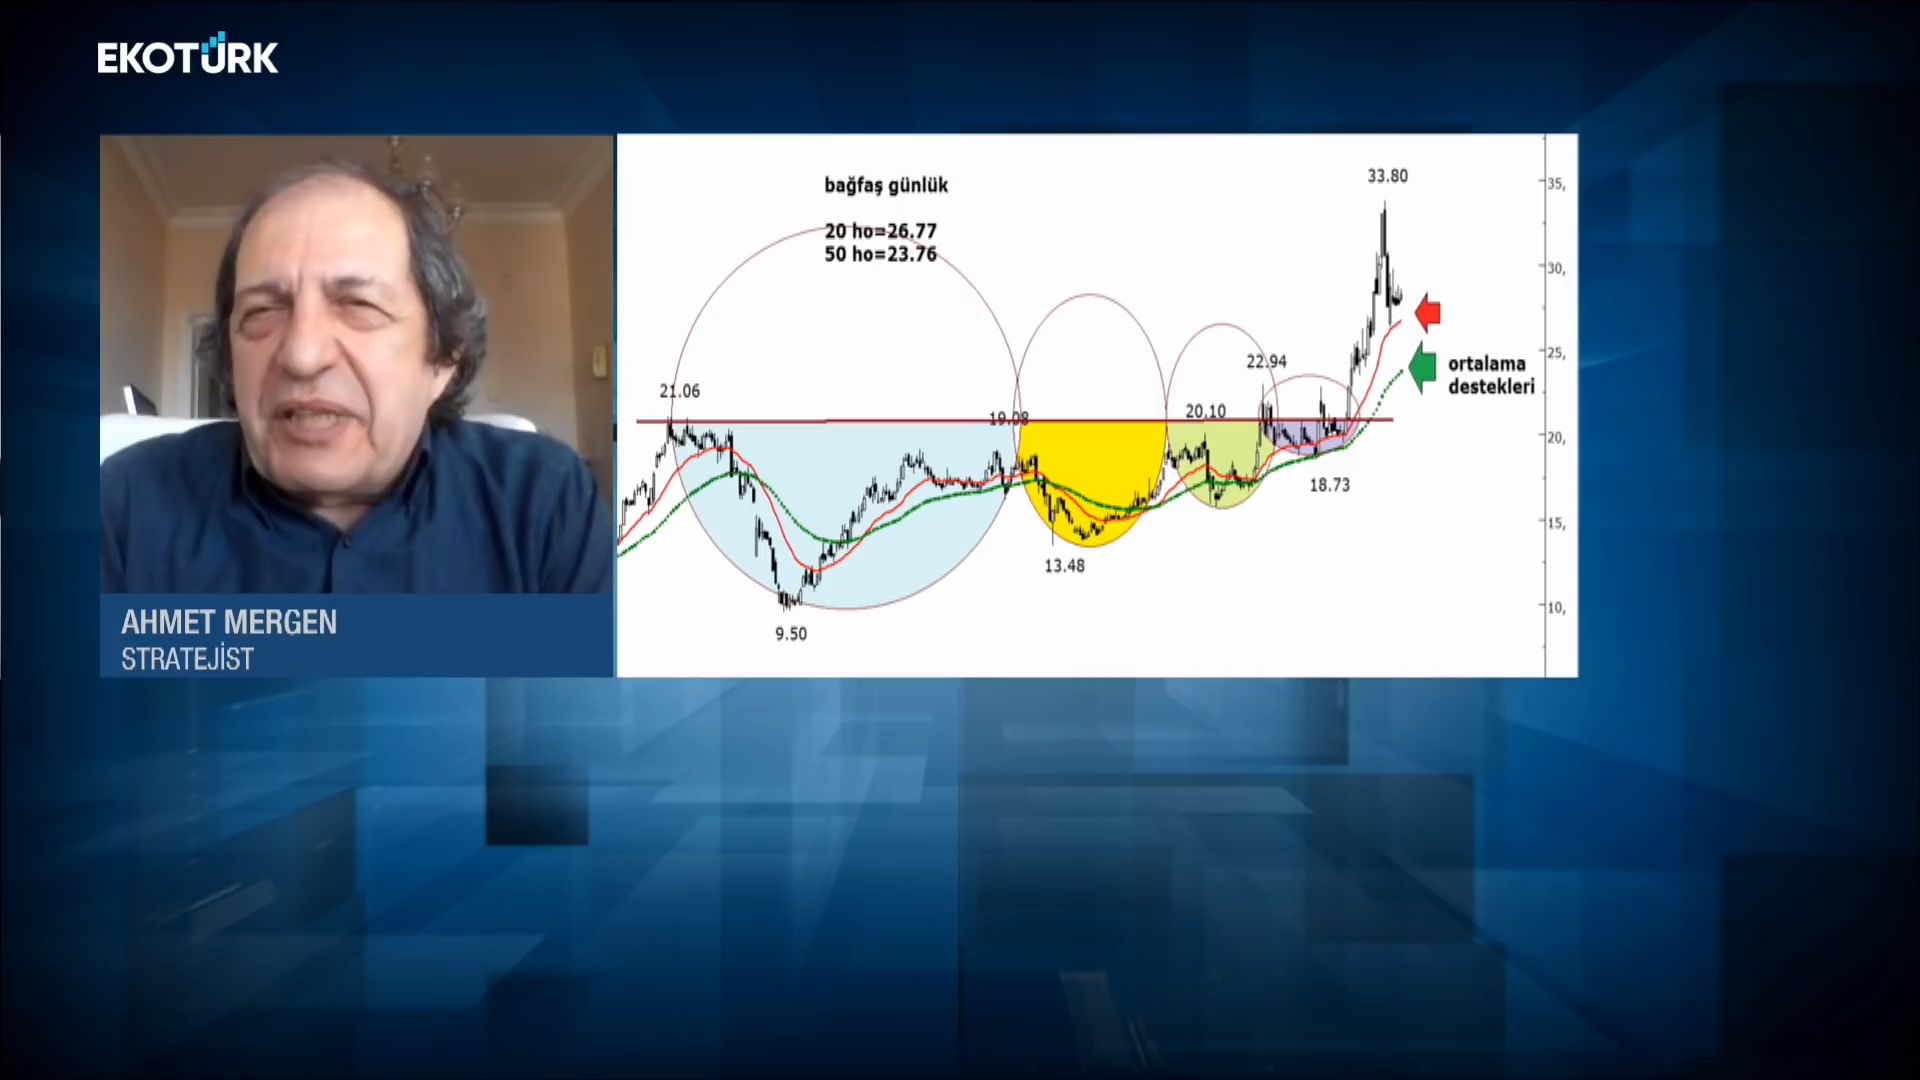 EKOTÜRK
AHMET MERGEN
STRATEJİST
bağfaş günlük
20 ho=26.77
50 ho=23.76
33.80
35,
30,
25,
20,
15,
10,
ortalama
destekleri
21.06
19.08
20.10
22.94
18.73
13.48
9.50